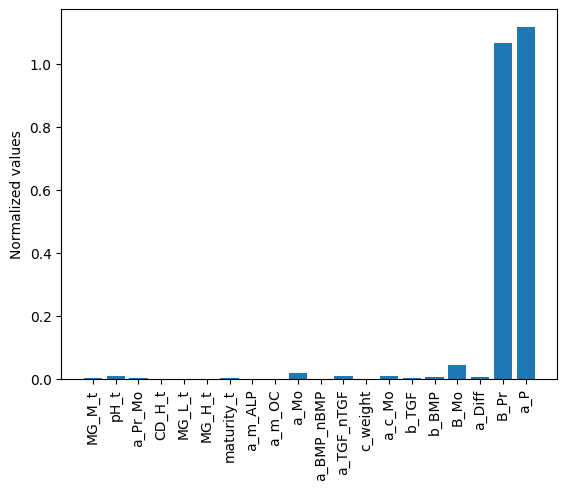 Normalized values
1.0
0.8
0.6
0.4
0.2
0.0
MG_M_t
pH_t
a_Pr_Mo
CD_H_t
MG_L_t
MG_H_t
maturity_t
a_m_ALP
a_m_OC
a_Mo
a_BMP_nBMP
a_TGF_nTGF
c_weight
a_c_Mo
b_TGF
b_BMP
B_Mo
a_Diff
B_Pr
a_P